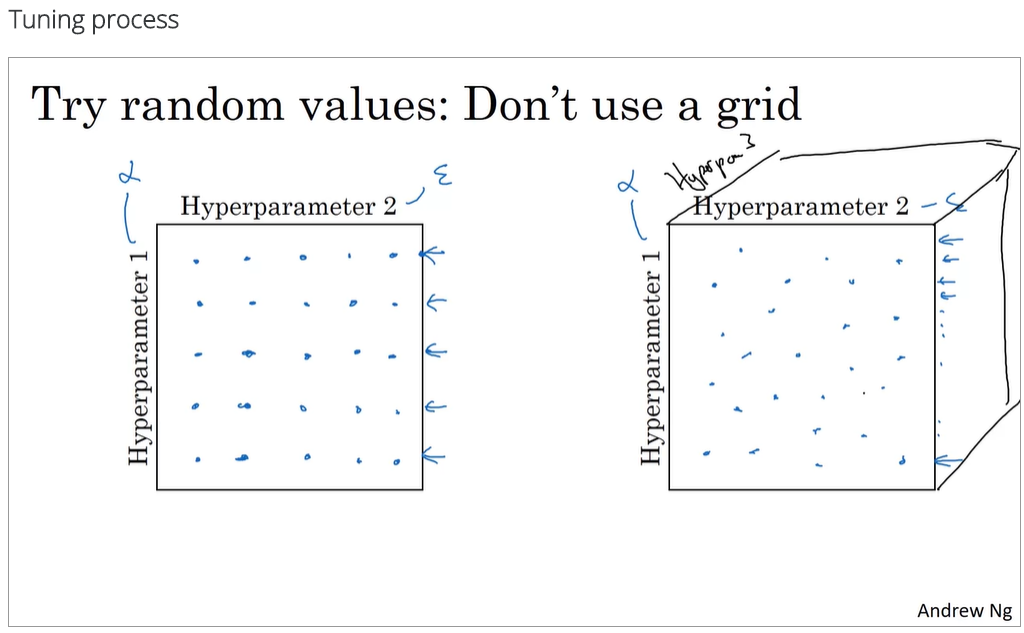 Tuning process
Try random values: Don't use a grid
α
ε
Hyperparameter 2
Hyperparameter 1
α
Hyperpar 3
Hyperparameter 2 - ε
Hyperparameter 1
Andrew Ng